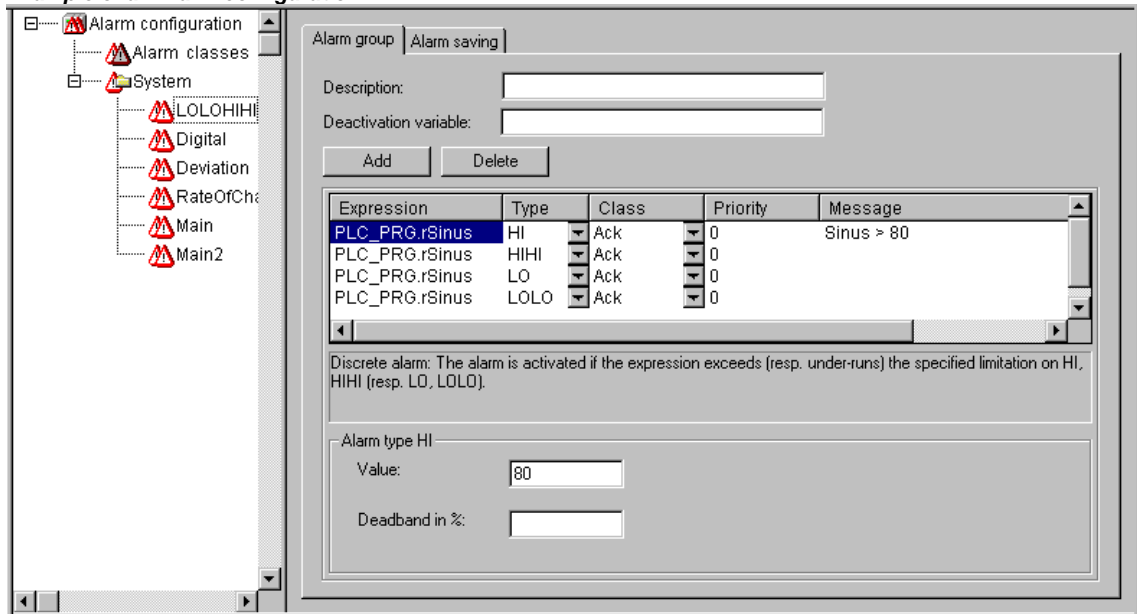 Alarm configuration
Alarm classes
System
LOLOHIHI
Digital
Deviation
RateOfCha
Main
Main2
Alarm group Alarm saving
Description:
Deactivation variable:
Add Delete
Expression Type Class Priority Message
PLC_PRG.rSinus HI Ack 0 Sinus > 80
PLC_PRG.rSinus HIHI Ack 0
PLC_PRG.rSinus LO Ack 0
PLC_PRG.rSinus LOLO Ack 0
Discrete alarm: The alarm is activated if the expression exceeds (resp. under-runs) the specified limitation on HI,
HIHI (resp. LO, LOLO).
Alarm type HI
Value: 80
Deadband in %: